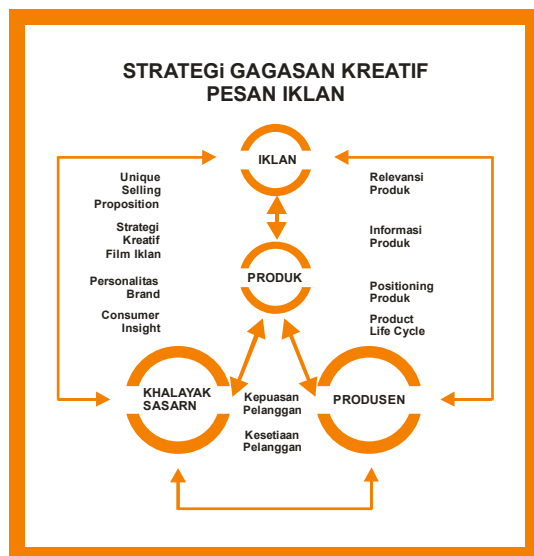 STRATEGi GAGASAN KREATIF
PESAN IKLAN
IKLAN
Unique
Selling
Proposition
Strategi
Kreatif
Film Iklan
Personalitas
Brand
Consumer
Insight
Relevansi
Produk
Informasi
Produk
Positioning
Produk
Product
Life Cycle
PRODUK
KHALAYAK
SASARN
Kepuasan
Pelanggan
Kesetiaan
Pelanggan
PRODUSEN